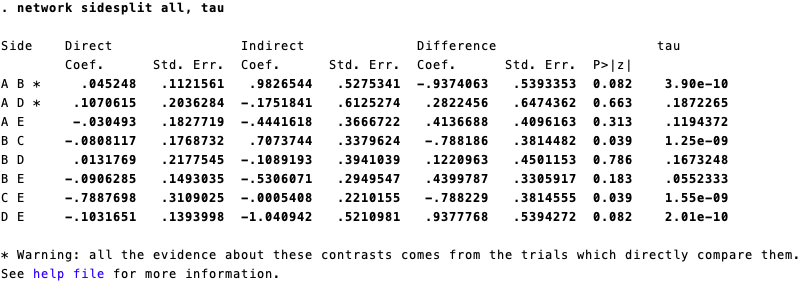 . network sidesplit all, tau
Side    Direct                Indirect              Difference                    tau
        Coef.      Std. Err.  Coef.      Std. Err.  Coef.      Std. Err.  P>|z|
A B *     .045248   .1121561   .9826544   .5275341  -.9374063   .5393353  0.082    3.90e-10
A D *    .1070615   .2036284  -.1751841   .6125274   .2822456   .6474362  0.663    .1872265
A E      -.030493   .1827719  -.4441618   .3666722   .4136688   .4096163  0.313    .1194372
B C     -.0808117   .1768732   .7073744   .3379624   -.788186   .3814482  0.039    1.25e-09
B D      .0131769   .2177545  -.1089193   .3941039   .1220963   .4501153  0.786    .1673248
B E     -.0906285   .1493035  -.5306071   .2949547   .4399787   .3305917  0.183    .0552333
C E     -.7887698   .3109025  -.0005408   .2210155   -.788229   .3814555  0.039    1.55e-09
D E     -.1031651   .1393998  -1.040942   .5210981   .9377768   .5394272  0.082    2.01e-10
* Warning: all the evidence about these contrasts comes from the trials which directly compare them.
See help file for more information.